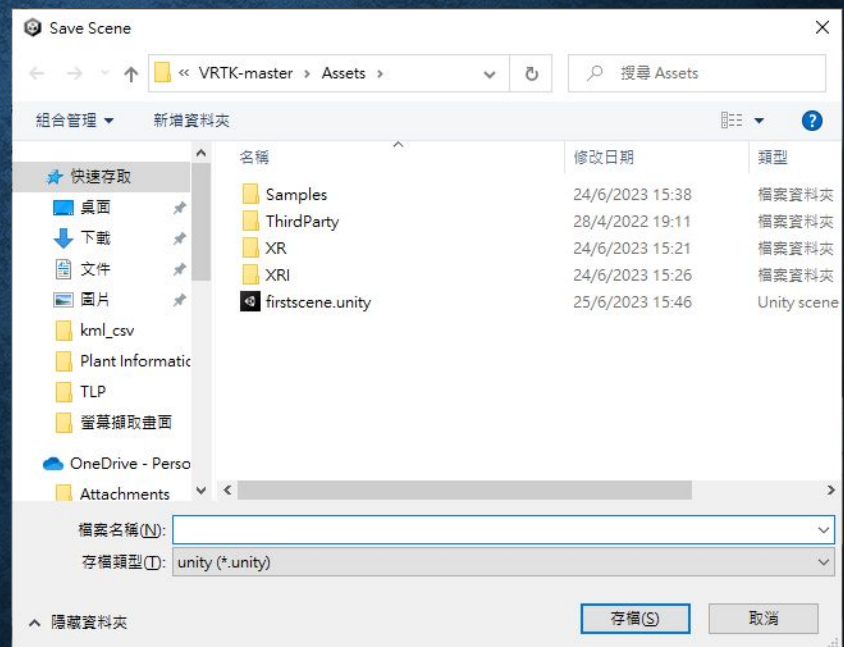 Save Scene
« VRTK-master › Assets ›
搜尋 Assets
組合管理 新增資料夾
快速存取
桌面
下載
文件
圖片
kml_csv
Plant Informatic
TLP
螢幕擷取畫面
OneDrive - Perso
Attachments
名稱 修改日期 類型
Samples 24/6/2023 15:38 檔案資料夾
ThirdParty 28/4/2022 19:11 檔案資料夾
XR 24/6/2023 15:21 檔案資料夾
XRI 24/6/2023 15:26 檔案資料夾
firstscene.unity 25/6/2023 15:46 Unity scene
檔案名稱(N):
存檔類型(T): unity (*.unity)
隱藏資料夾 存檔(S) 取消